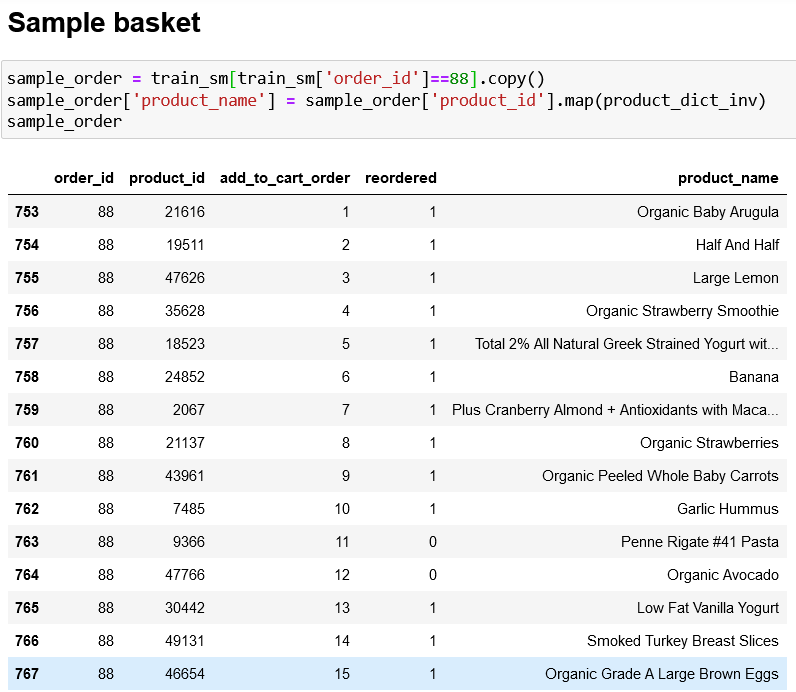 Sample basket
sample_order = train_sm[train_sm['order_id']==88].copy()
sample_order['product_name'] = sample_order['product_id'].map(product_dict_inv)
sample_order
order_id product_id add_to_cart_order reordered product_name
753 88 21616 1 1 Organic Baby Arugula
754 88 19511 2 1 Half And Half
755 88 47626 3 1 Large Lemon
756 88 35628 4 1 Organic Strawberry Smoothie
757 88 18523 5 1 Total 2% All Natural Greek Strained Yogurt wit...
758 88 24852 6 1 Banana
759 88 2067 7 1 Plus Cranberry Almond + Antioxidants with Maca...
760 88 21137 8 1 Organic Strawberries
761 88 43961 9 1 Organic Peeled Whole Baby Carrots
762 88 7485 10 1 Garlic Hummus
763 88 9366 11 0 Penne Rigate #41 Pasta
764 88 47766 12 0 Organic Avocado
765 88 30442 13 1 Low Fat Vanilla Yogurt
766 88 49131 14 1 Smoked Turkey Breast Slices
767 88 46654 15 1 Organic Grade A Large Brown Eggs